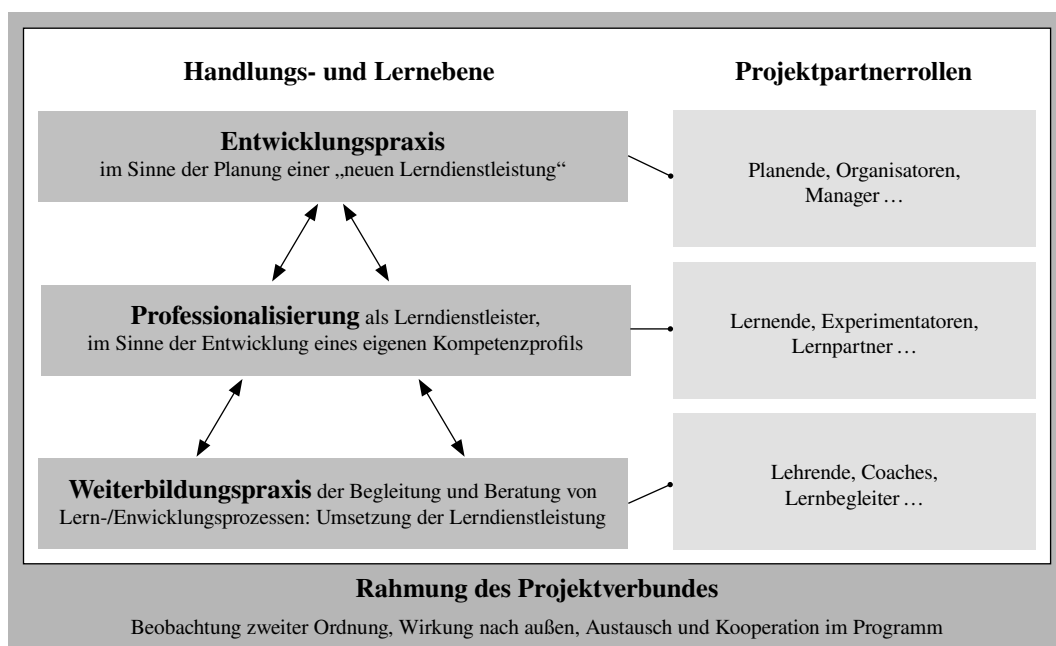 Handlungs- und Lernebene
Projektpartnerrollen
Entwicklungspraxis
im Sinne der Planung einer „neuen Lerndienstleistung“
Planende, Organisatoren,
Manager …
Professionalisierung als Lerndienstleister,
im Sinne der Entwicklung eines eigenen Kompetenzprofils
Lernende, Experimentatoren,
Lernpartner …
Weiterbildungspraxis der Begleitung und Beratung von
Lern-/Enwicklungsprozessen: Umsetzung der Lerndienstleistung
Lehrende, Coaches,
Lernbegleiter …
Rahmung des Projektverbundes
Beobachtung zweiter Ordnung, Wirkung nach außen, Austausch und Kooperation im Programm